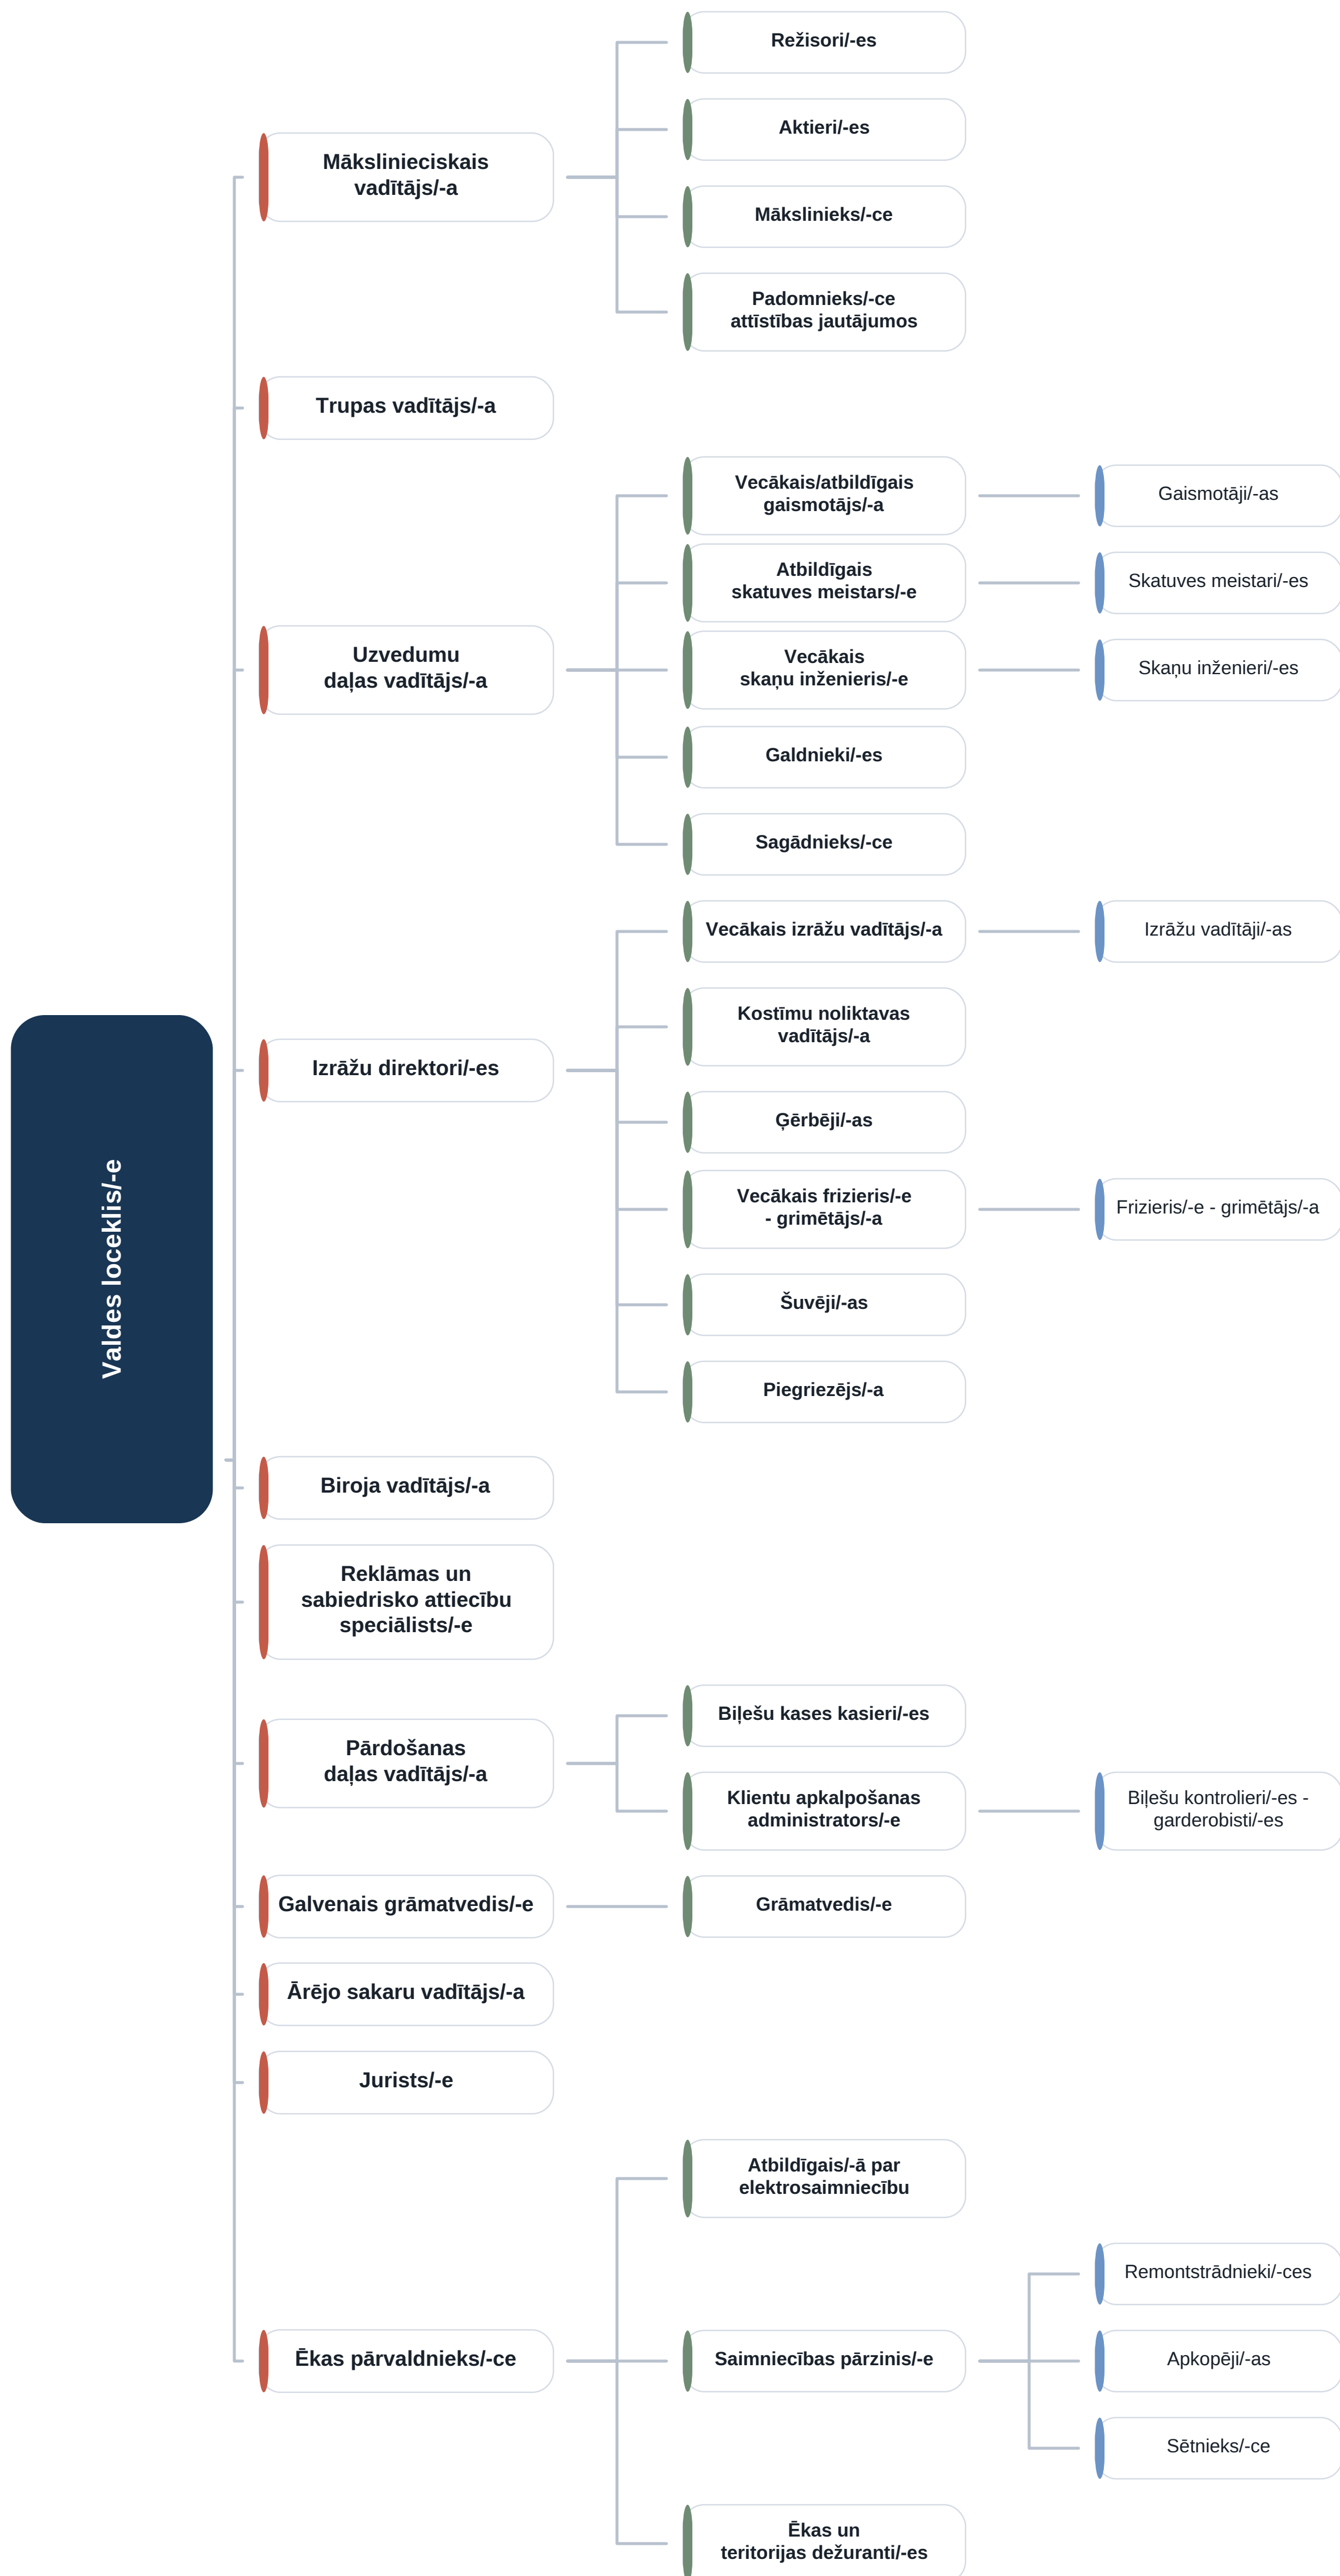 Valdes loceklis/-e
Mākslinieciskais
vadītājs/-a
Režisori/-es
Aktieri/-es
Mākslinieks/-ce
Padomnieks/-ce
attīstības jautājumos
Trupas vadītājs/-a
Uzvedumu
daļas vadītājs/-a
Vecākais/atbildīgais
gaismotājs/-a
Gaismotāji/-as
Atbildīgais
skatuves meistars/-e
Skatuves meistari/-es
Vecākais
skaņu inženieris/-e
Skaņu inženieri/-es
Galdnieki/-es
Sagādnieks/-ce
Izrāžu direktori/-es
Vecākais izrāžu vadītājs/-a
Izrāžu vadītāji/-as
Kostīmu noliktavas
vadītājs/-a
Ģērbēji/-as
Vecākais frizieris/-e
- grimētājs/-a
Frizieris/-e - grimētājs/-a
Šuvēji/-as
Piegriezējs/-a
Biroja vadītājs/-a
Reklāmas un
sabiedrisko attiecību
speciālists/-e
Pārdošanas
daļas vadītājs/-a
Biļešu kases kasieri/-es
Klientu apkalpošanas
administrators/-e
Biļešu kontrolieri/-es -
garderobisti/-es
Galvenais grāmatvedis/-e
Grāmatvedis/-e
Ārējo sakaru vadītājs/-a
Jurists/-e
Ēkas pārvaldnieks/-ce
Atbildīgais/-ā par
elektrosaimniecību
Saimniecības pārzinis/-e
Remontstrādnieki/-ces
Apkopēji/-as
Sētnieks/-ce
Ēkas un
teritorijas dežuranti/-es